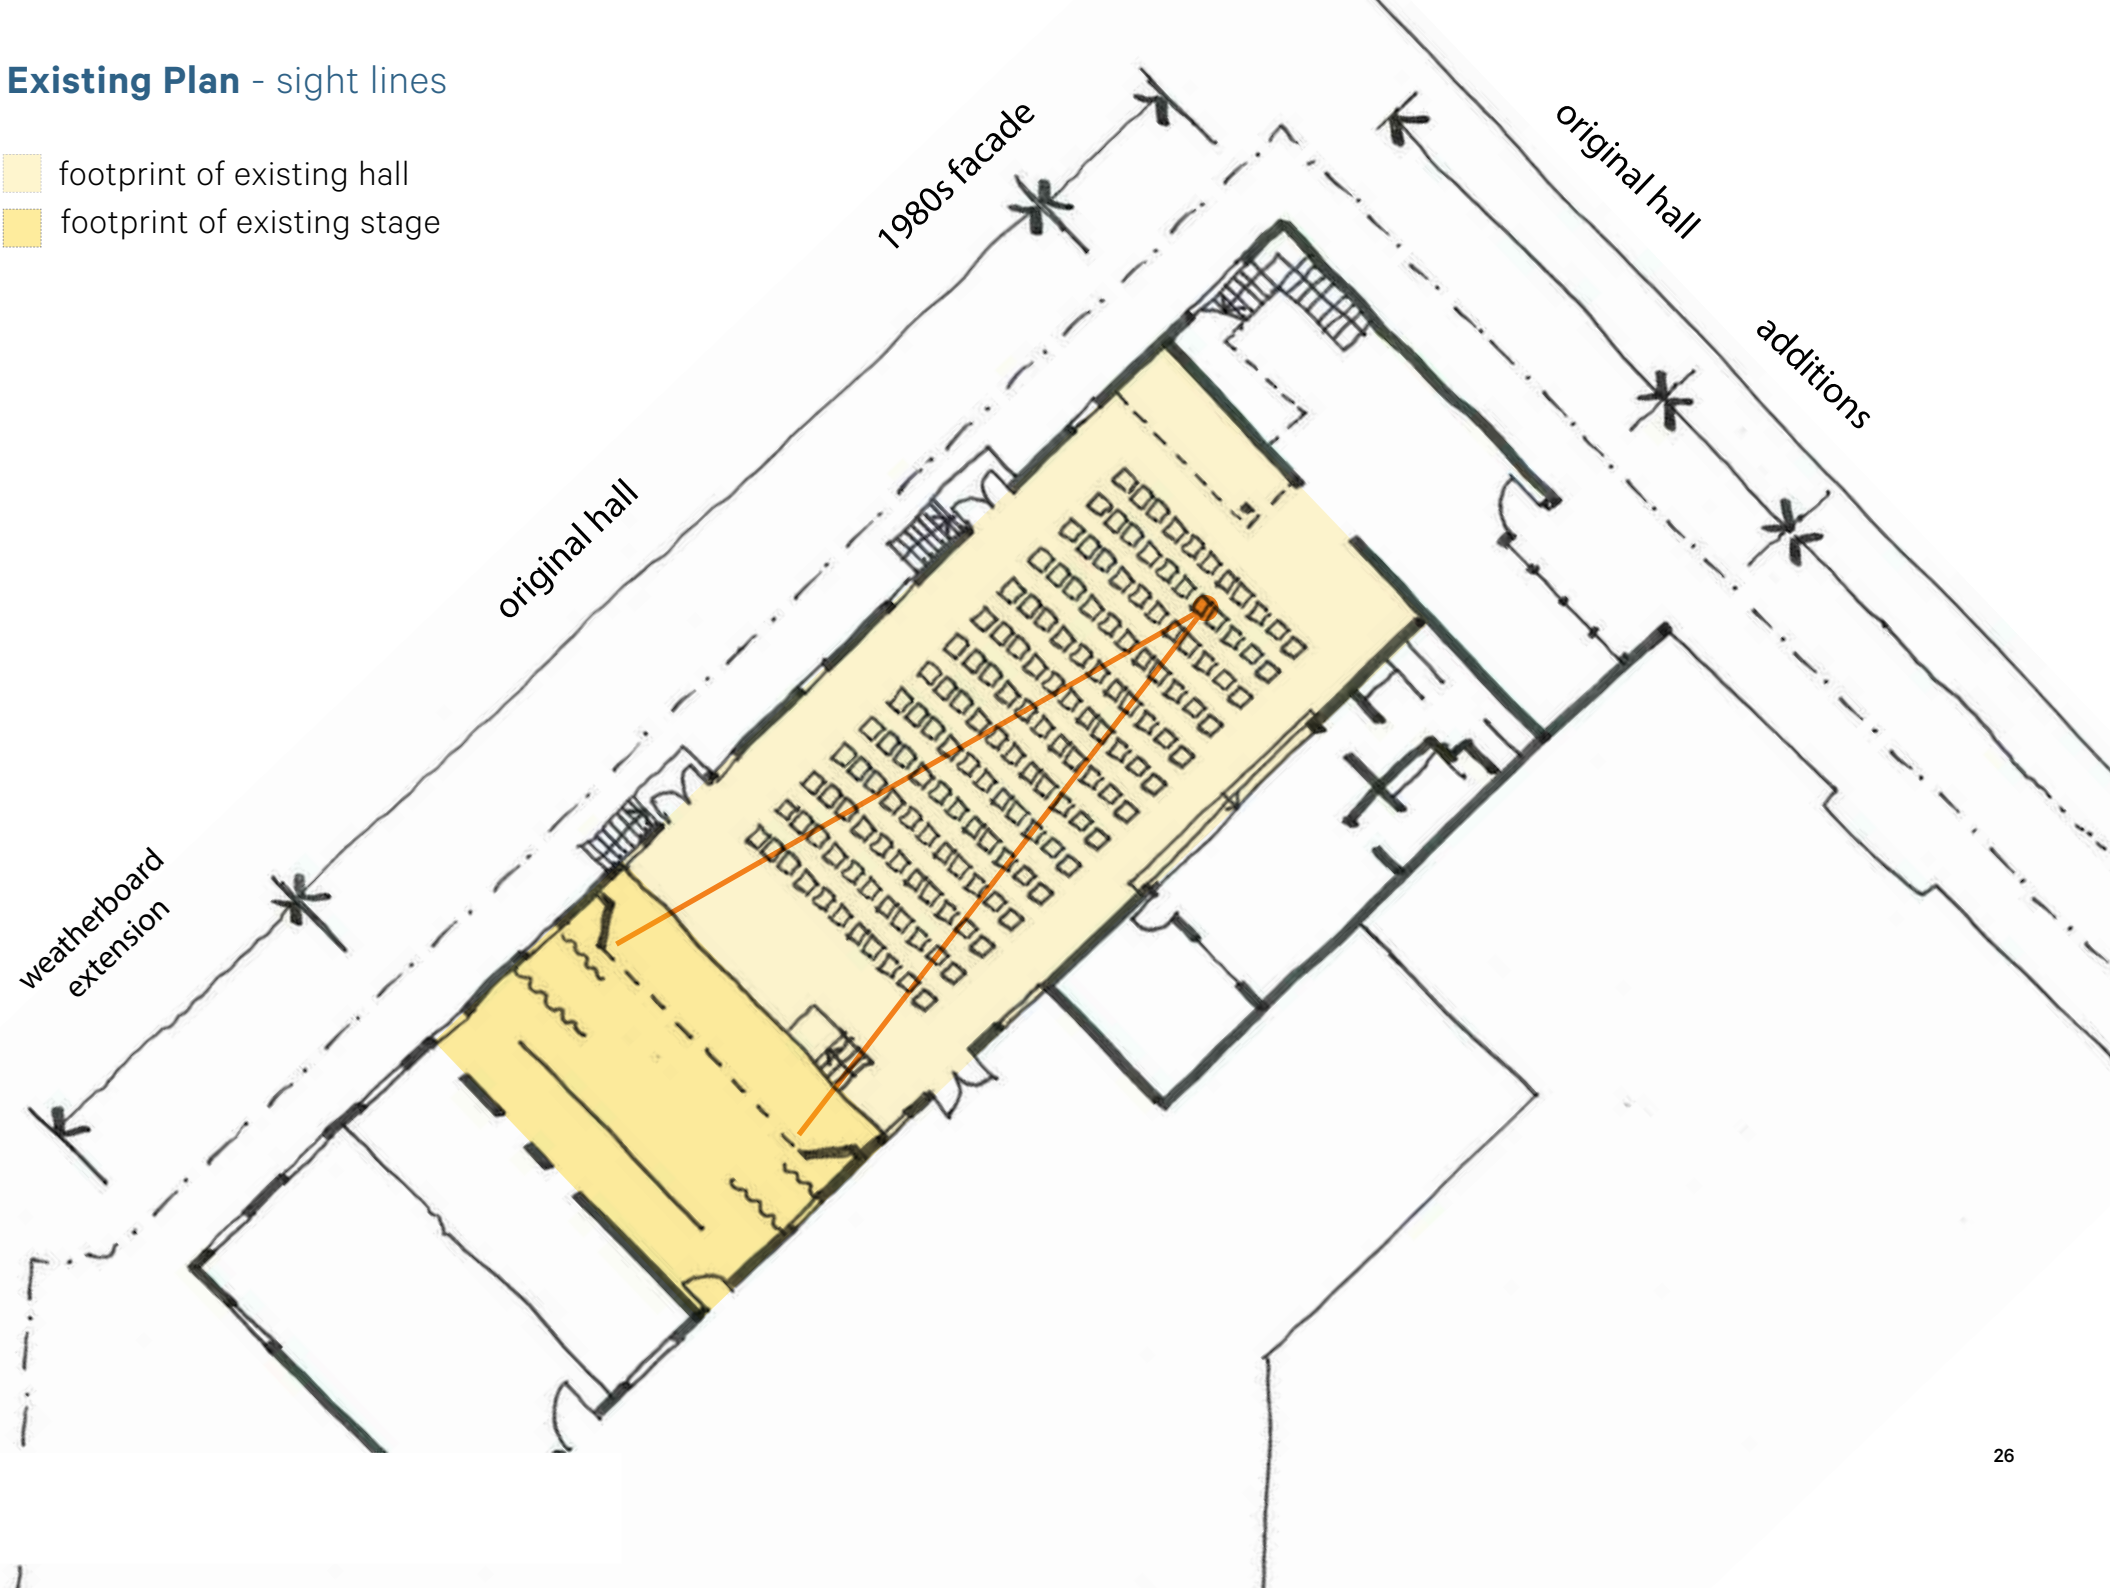 Existing Plan - sight lines
footprint of existing hall
footprint of existing stage
1980s facade
original hall
original hall
additions
weatherboard
extension
26